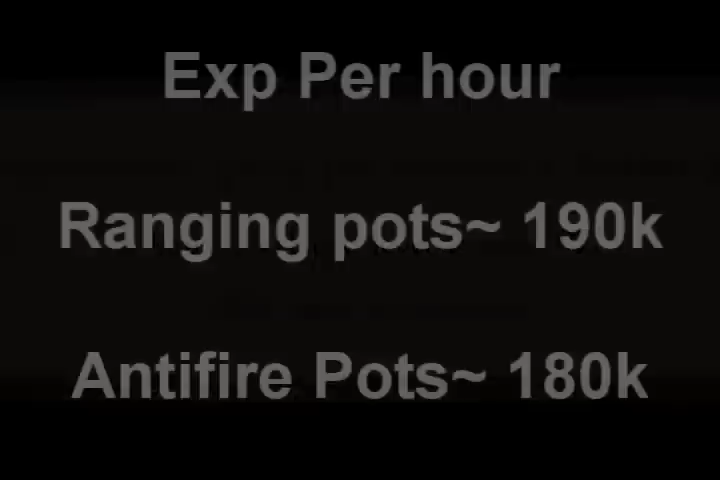 Exp Per hour
Ranging pots~ 190k
Antifire Pots~ 180k